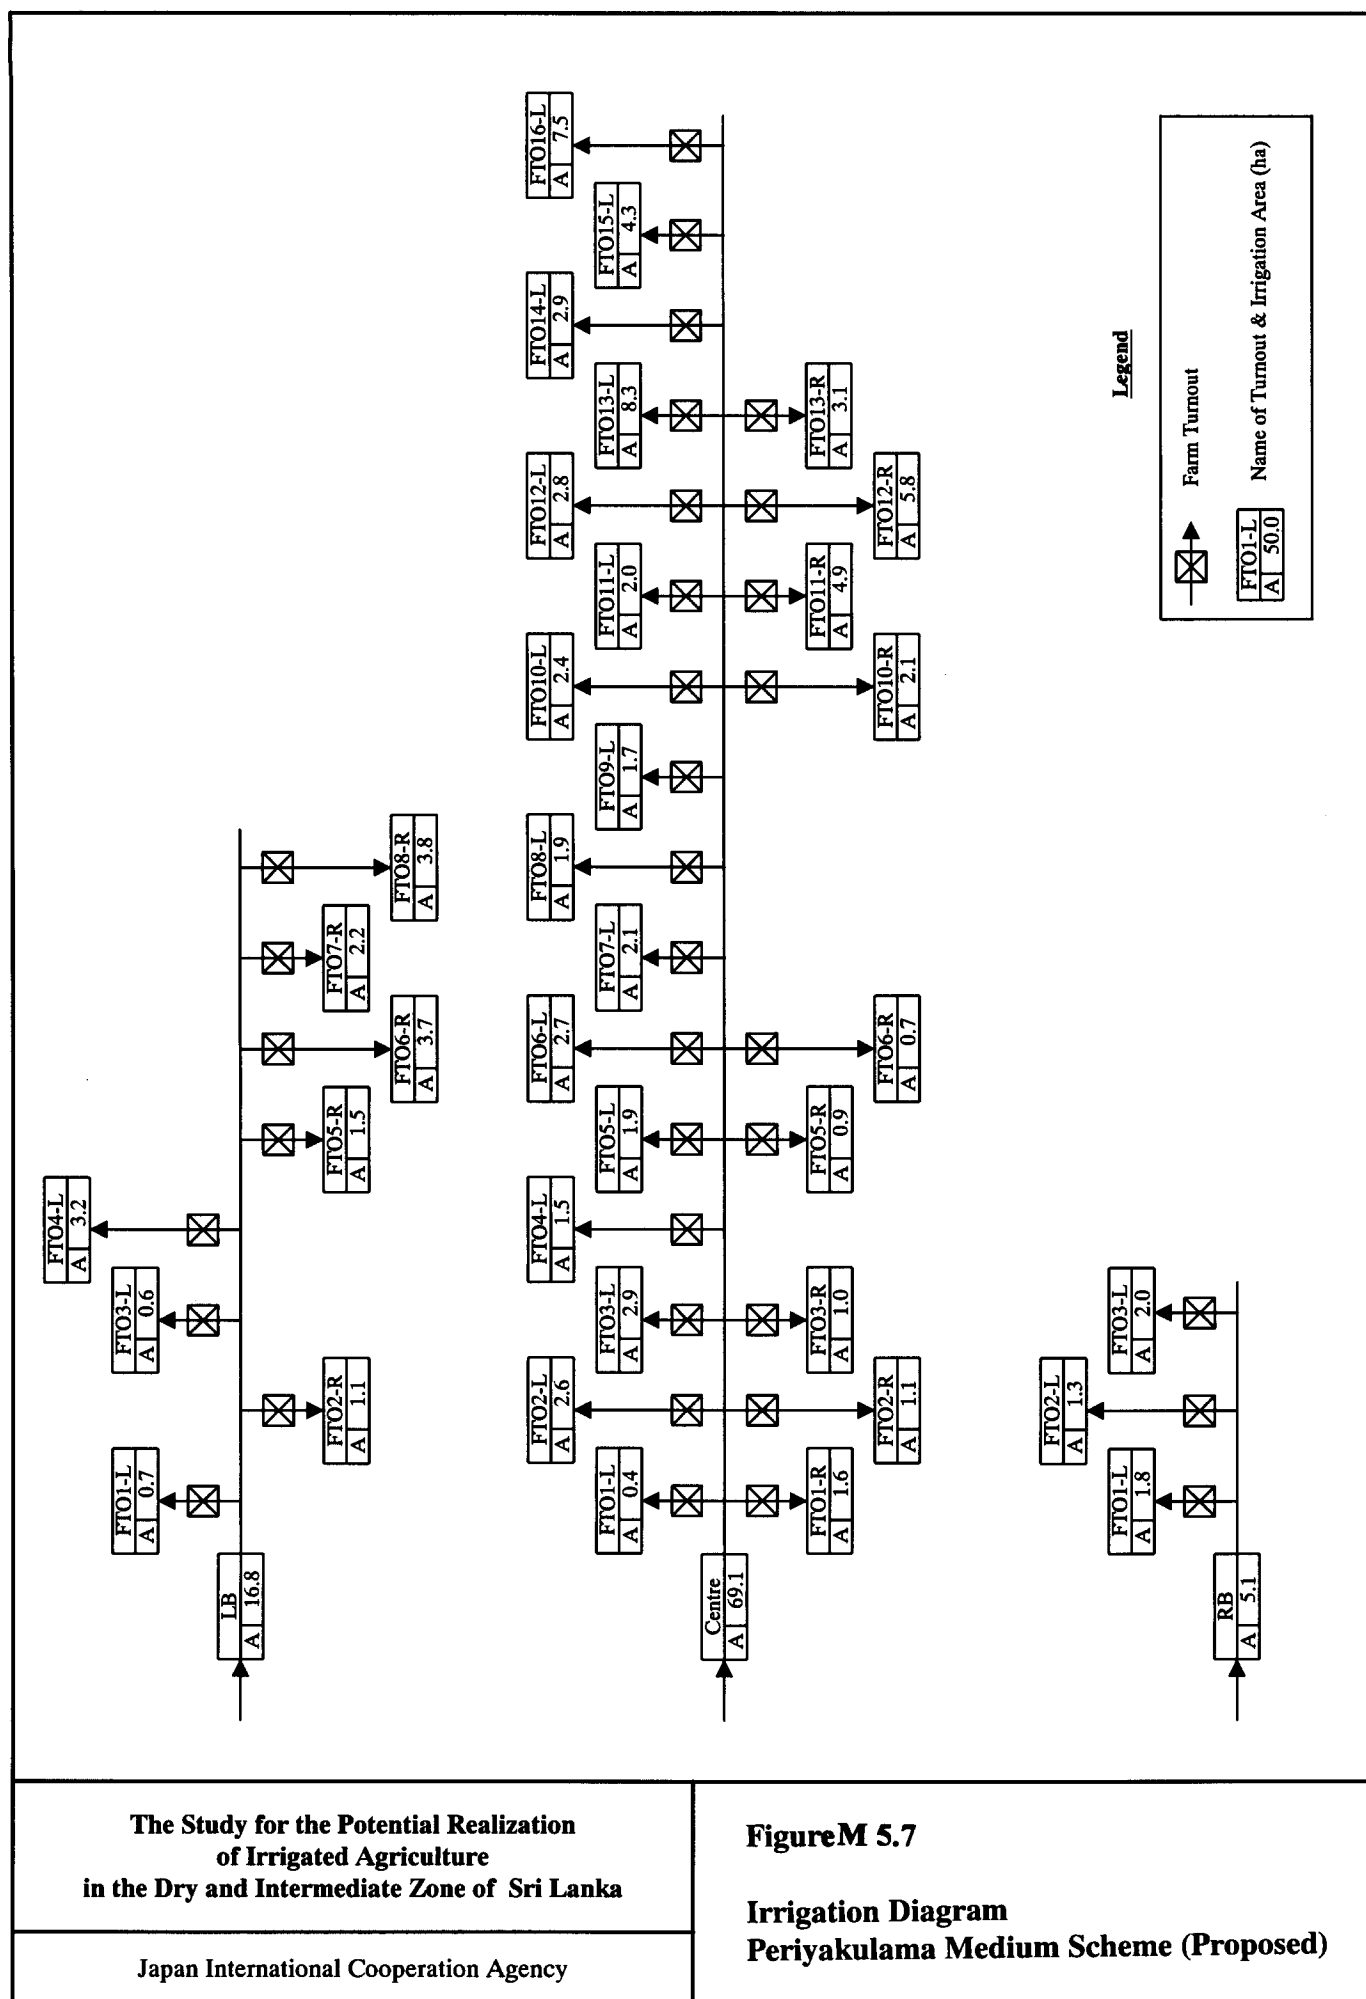 LB
A 16.8
FTO1-L
A 0.7
FTO2-R
A 1.1
FTO3-L
A 0.6
FTO4-L
A 3.2
FTO5-R
A 1.5
FTO6-R
A 3.7
FTO7-R
A 2.2
FTO8-R
A 3.8
Centre
A 69.1
FTO1-L
A 0.4
FTO2-L
A 2.6
FTO3-L
A 2.9
FTO4-L
A 1.5
FTO5-L
A 1.9
FTO6-L
A 2.7
FTO7-L
A 2.1
FTO8-L
A 1.9
FTO9-L
A 1.7
FTO10-L
A 2.4
FTO11-L
A 2.0
FTO12-L
A 2.8
FTO13-L
A 8.3
FTO14-L
A 2.9
FTO15-L
A 4.3
FTO16-L
A 7.5
FTO1-R
A 1.6
FTO2-R
A 1.1
FTO3-R
A 1.0
FTO5-R
A 0.9
FTO6-R
A 0.7
FTO10-R
A 2.1
FTO11-R
A 4.9
FTO12-R
A 5.8
FTO13-R
A 3.1
RB
A 5.1
FTO1-L
A 1.8
FTO2-L
A 1.3
FTO3-L
A 2.0
Legend
Farm Turnout
FTO1-L
A 50.0
Name of Turnout & Irrigation Area (ha)
The Study for the Potential Realization
of Irrigated Agriculture
in the Dry and Intermediate Zone of Sri Lanka
Japan International Cooperation Agency
FigureM 5.7
Irrigation Diagram
Periyakulama Medium Scheme (Proposed)